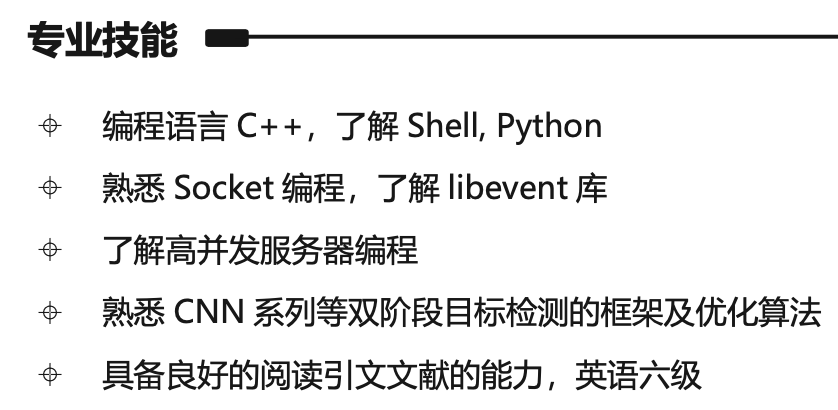 专业技能
编程语言 C++，了解 Shell, Python
熟悉 Socket 编程，了解 libevent 库
了解高并发服务器编程
熟悉 CNN 系列等双阶段目标检测的框架及优化算法
具备良好的阅读引文文献的能力，英语六级